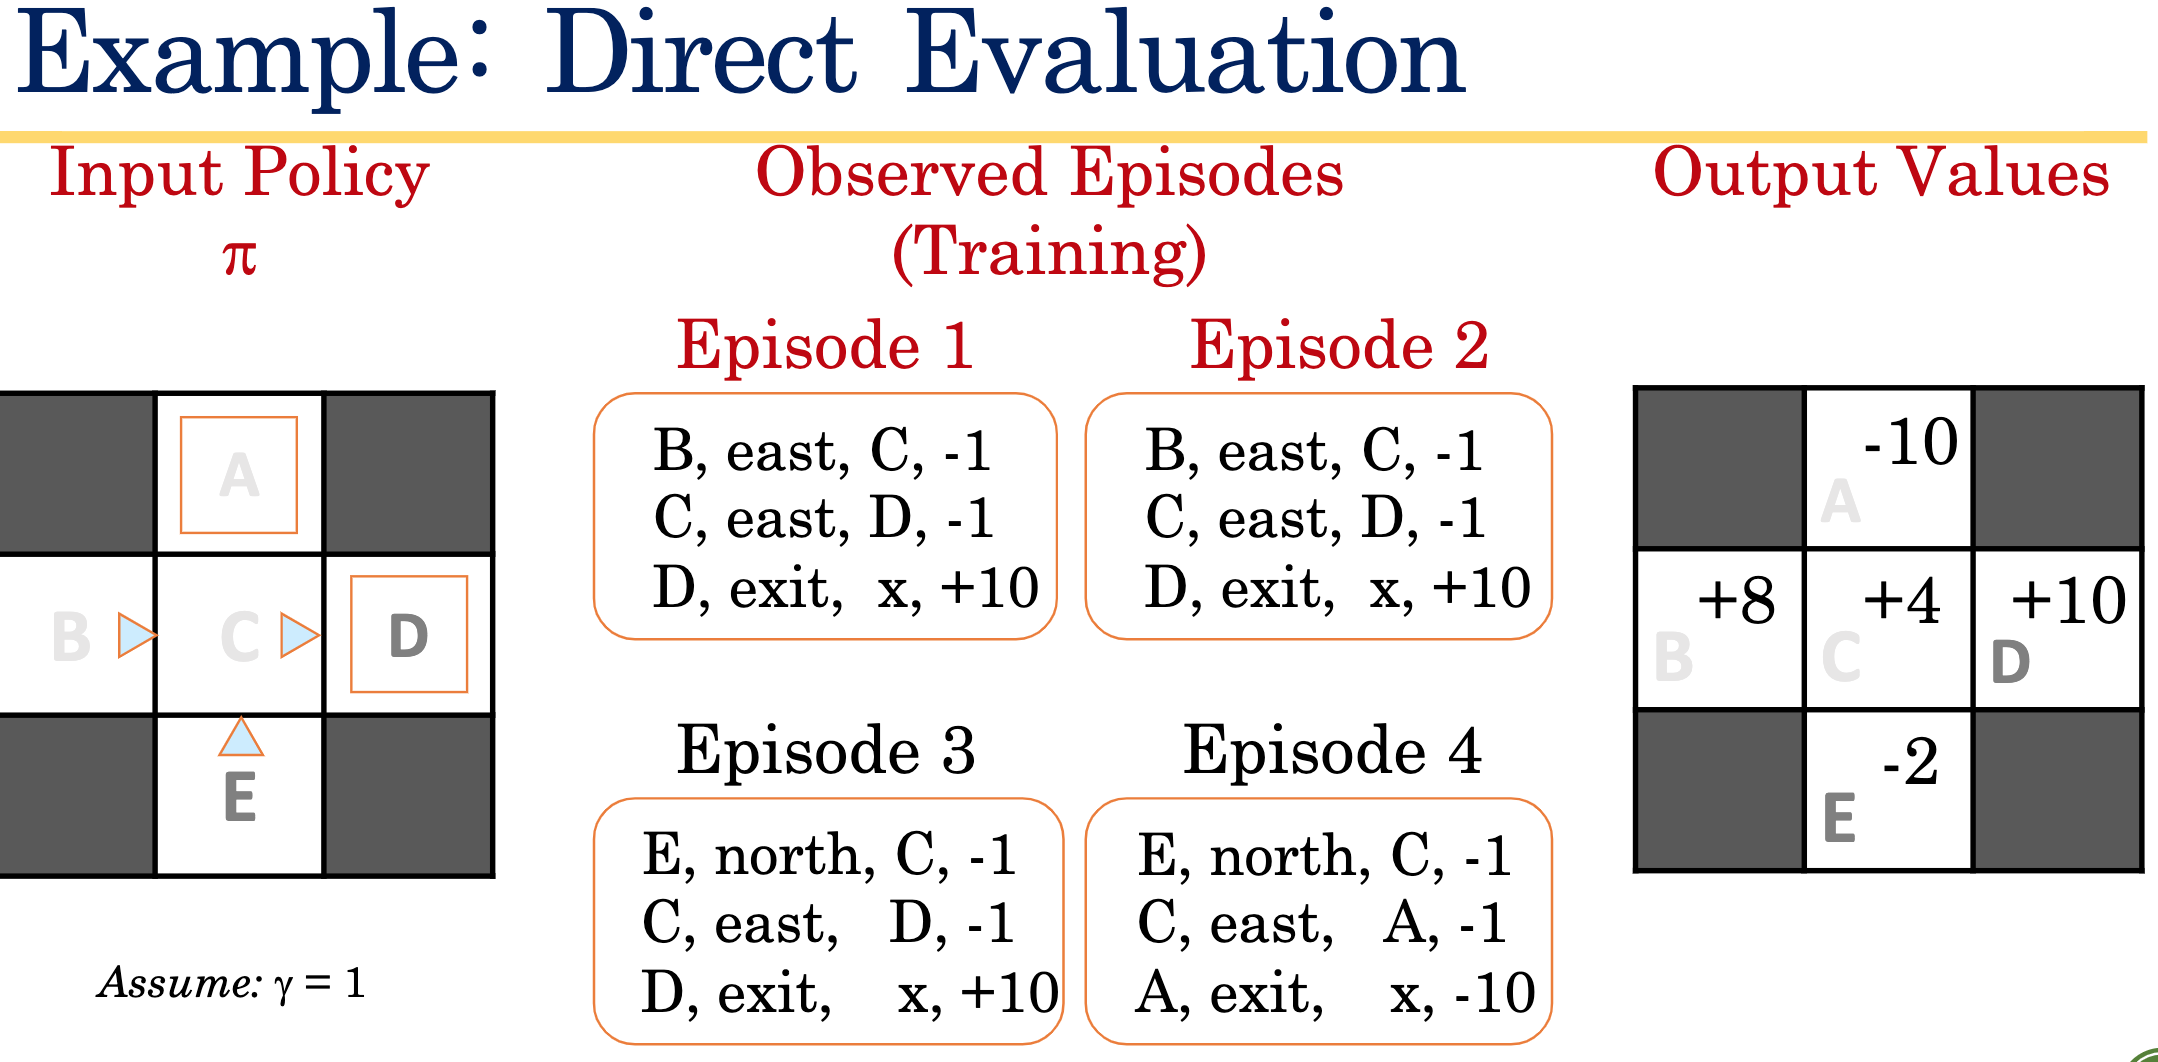 Example: Direct Evaluation
Input Policy
π
A
B
C
D
E
Assume: γ = 1
Observed Episodes
(Training)
Episode 1
B, east, C, -1
C, east, D, -1
D, exit, x, +10
Episode 2
B, east, C, -1
C, east, D, -1
D, exit, x, +10
Episode 3
E, north, C, -1
C, east, D, -1
D, exit, x, +10
Episode 4
E, north, C, -1
C, east, A, -1
A, exit, x, -10
Output Values
-10
A
+8
B
+4
C
+10
D
-2
E